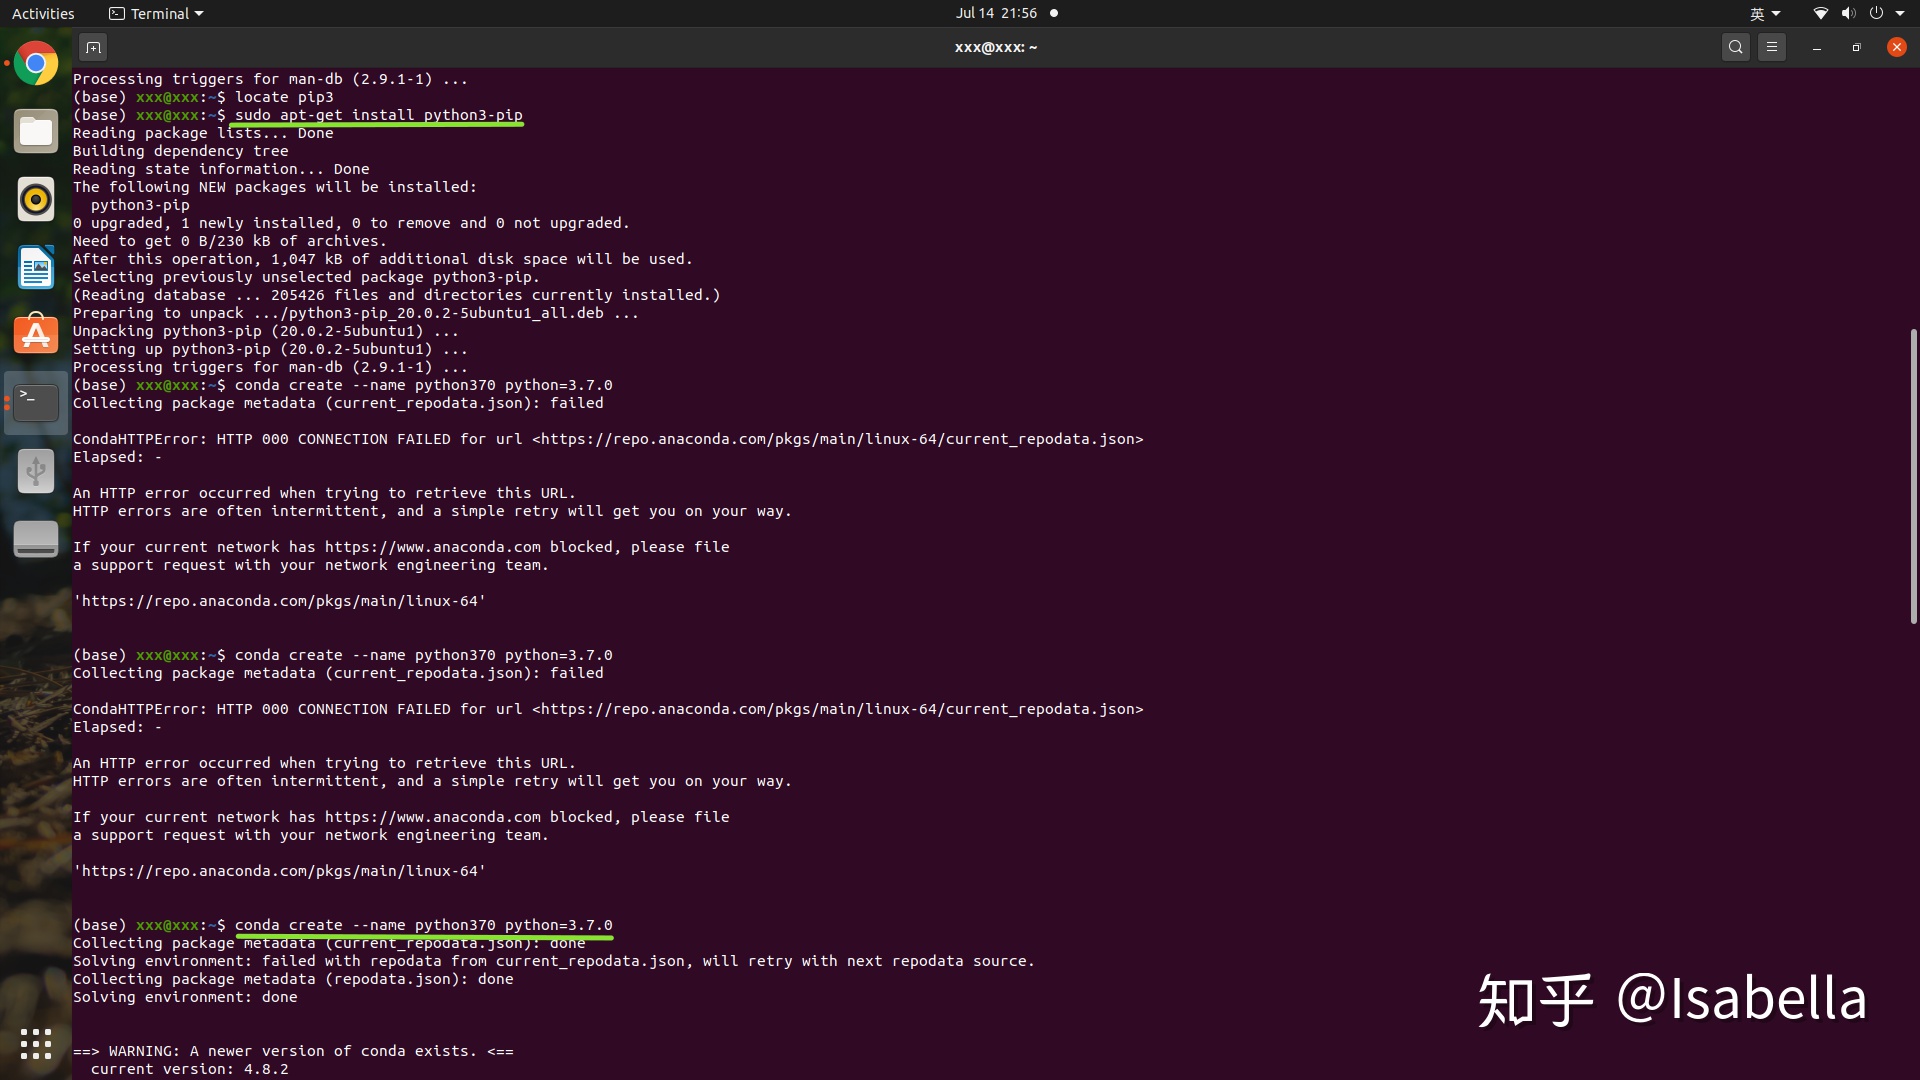 Activities
Terminal
Jul 14 21:56
英
xxx@xxx: ~
Processing triggers for man-db (2.9.1-1) ...
(base) xxx@xxx:~$ locate pip3
(base) xxx@xxx:~$ sudo apt-get install python3-pip
Reading package lists... Done
Building dependency tree
Reading state information... Done
The following NEW packages will be installed:
  python3-pip
0 upgraded, 1 newly installed, 0 to remove and 0 not upgraded.
Need to get 0 B/230 kB of archives.
After this operation, 1,047 kB of additional disk space will be used.
Selecting previously unselected package python3-pip.
(Reading database ... 205426 files and directories currently installed.)
Preparing to unpack .../python3-pip_20.0.2-5ubuntu1_all.deb ...
Unpacking python3-pip (20.0.2-5ubuntu1) ...
Setting up python3-pip (20.0.2-5ubuntu1) ...
Processing triggers for man-db (2.9.1-1) ...
(base) xxx@xxx:~$ conda create --name python370 python=3.7.0
Collecting package metadata (current_repodata.json): failed
CondaHTTPError: HTTP 000 CONNECTION FAILED for url <https://repo.anaconda.com/pkgs/main/linux-64/current_repodata.json>
Elapsed: -
An HTTP error occurred when trying to retrieve this URL.
HTTP errors are often intermittent, and a simple retry will get you on your way.
If your current network has https://www.anaconda.com blocked, please file
a support request with your network engineering team.
'https://repo.anaconda.com/pkgs/main/linux-64'
(base) xxx@xxx:~$ conda create --name python370 python=3.7.0
Collecting package metadata (current_repodata.json): failed
CondaHTTPError: HTTP 000 CONNECTION FAILED for url <https://repo.anaconda.com/pkgs/main/linux-64/current_repodata.json>
Elapsed: -
An HTTP error occurred when trying to retrieve this URL.
HTTP errors are often intermittent, and a simple retry will get you on your way.
If your current network has https://www.anaconda.com blocked, please file
a support request with your network engineering team.
'https://repo.anaconda.com/pkgs/main/linux-64'
(base) xxx@xxx:~$ conda create --name python370 python=3.7.0
Collecting package metadata (current_repodata.json): done
Solving environment: failed with repodata from current_repodata.json, will retry with next repodata source.
Collecting package metadata (repodata.json): done
Solving environment: done
==> WARNING: A newer version of conda exists. <==
  current version: 4.8.2
知乎 @Isabella